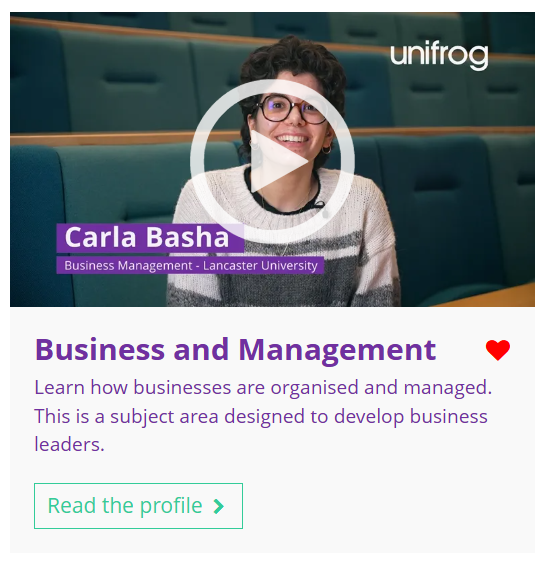 unifrog
Carla Basha
Business Management - Lancaster University
Business and Management
Learn how businesses are organised and managed.
This is a subject area designed to develop business
leaders.
Read the profile